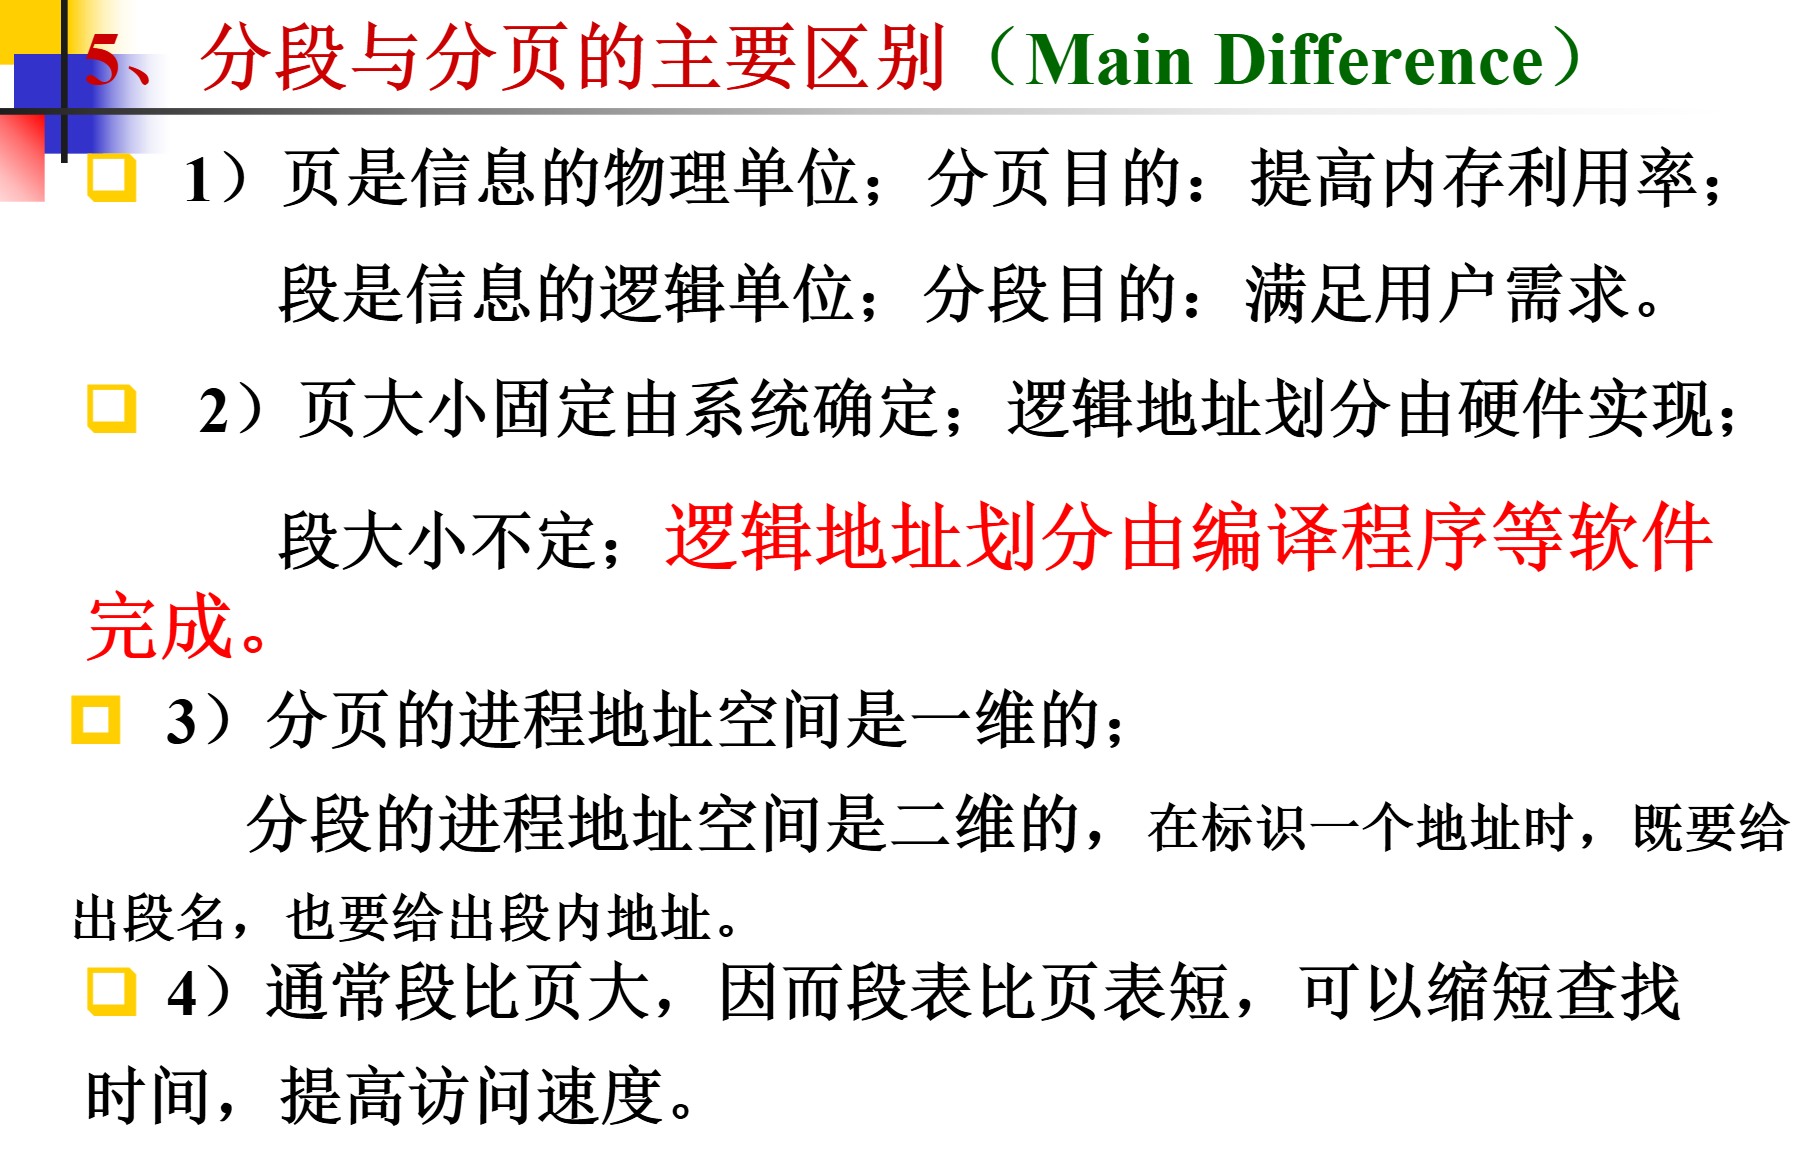 5、分段与分页的主要区别（Main Difference）
1）页是信息的物理单位；分页目的：提高内存利用率；
段是信息的逻辑单位；分段目的：满足用户需求。
2）页大小固定由系统确定；逻辑地址划分由硬件实现；
段大小不定；逻辑地址划分由编译程序等软件
完成。
3）分页的进程地址空间是一维的；
分段的进程地址空间是二维的，在标识一个地址时，既要给
出段名，也要给出段内地址。
4）通常段比页大，因而段表比页表短，可以缩短查找
时间，提高访问速度。